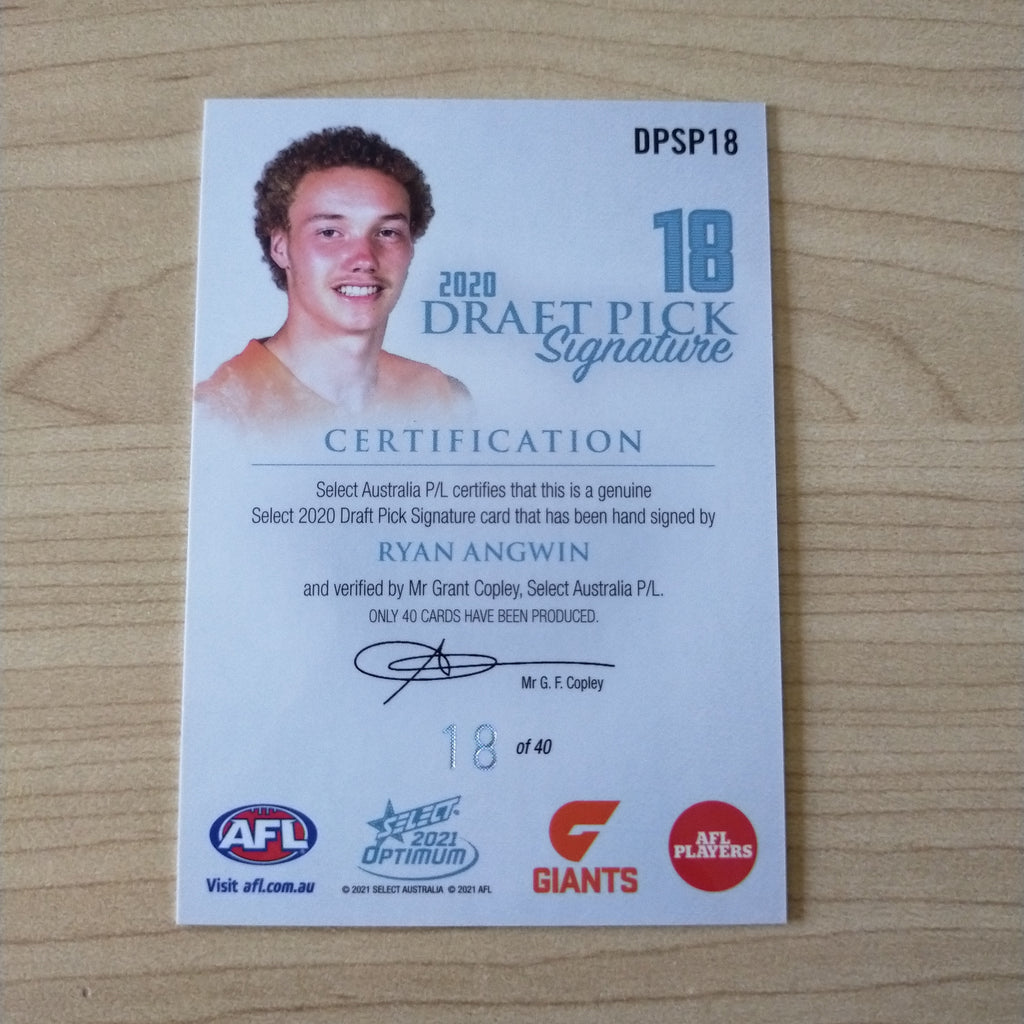 DPSP18
18
2020
DRAFT PICK
Signature
CERTIFICATION
Select Australia P/L certifies that this is a genuine
Select 2020 Draft Pick Signature card that has been hand signed by
RYAN ANGWIN
and verified by Mr Grant Copley, Select Australia P/L.
ONLY 40 CARDS HAVE BEEN PRODUCED.
Mr G. F. Copley
18 of 40
AFL
Visit afl.com.au
SELECT
2021
OPTIMUM
© 2021 SELECT AUSTRALIA © 2021 AFL
GIANTS
AFL
PLAYERS